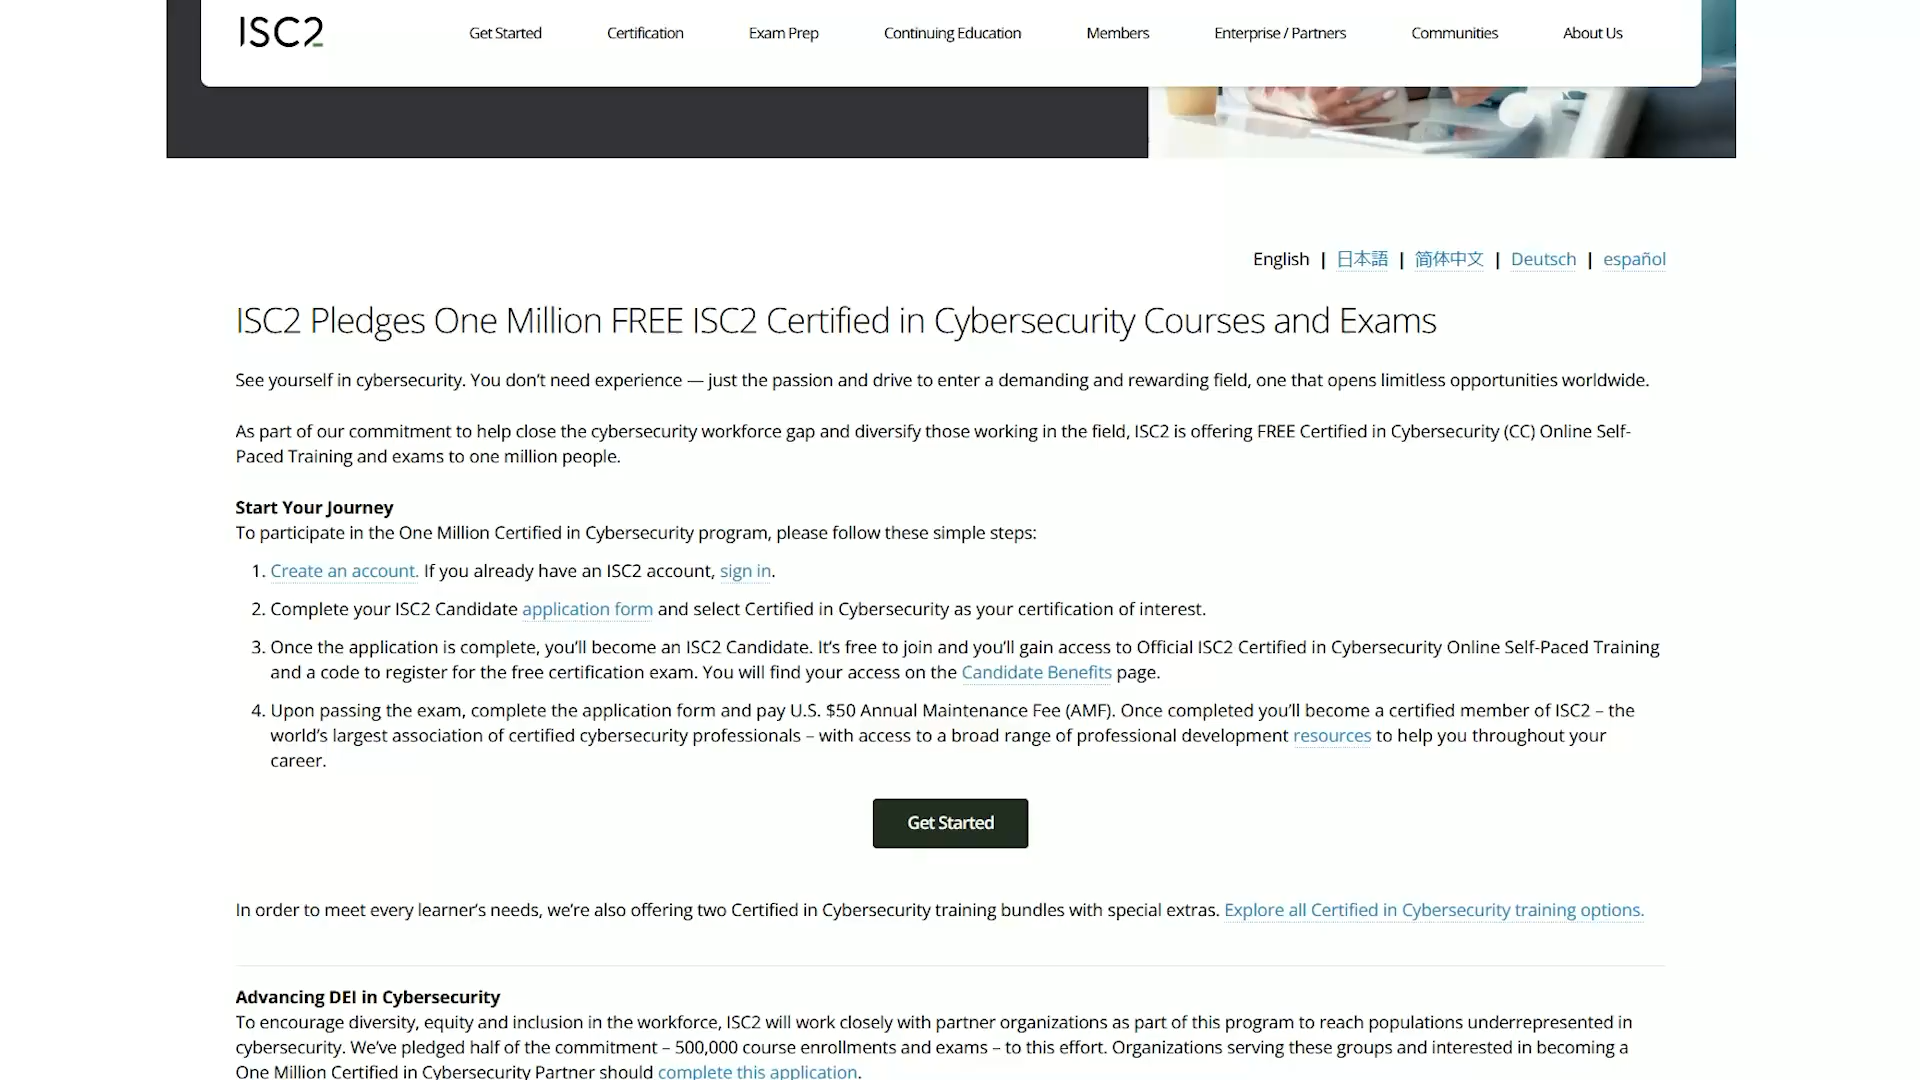 ISC2
Get Started
Certification
Exam Prep
Continuing Education
Members
Enterprise / Partners
Communities
About Us
English | 日本語 | 简体中文 | Deutsch | español
ISC2 Pledges One Million FREE ISC2 Certified in Cybersecurity Courses and Exams
See yourself in cybersecurity. You don’t need experience — just the passion and drive to enter a demanding and rewarding field, one that opens limitless opportunities worldwide.
As part of our commitment to help close the cybersecurity workforce gap and diversify those working in the field, ISC2 is offering FREE Certified in Cybersecurity (CC) Online Self-
Paced Training and exams to one million people.
Start Your Journey
To participate in the One Million Certified in Cybersecurity program, please follow these simple steps:
1. Create an account. If you already have an ISC2 account, sign in.
2. Complete your ISC2 Candidate application form and select Certified in Cybersecurity as your certification of interest.
3. Once the application is complete, you’ll become an ISC2 Candidate. It’s free to join and you’ll gain access to Official ISC2 Certified in Cybersecurity Online Self-Paced Training
and a code to register for the free certification exam. You will find your access on the Candidate Benefits page.
4. Upon passing the exam, complete the application form and pay U.S. $50 Annual Maintenance Fee (AMF). Once completed you’ll become a certified member of ISC2 – the
world’s largest association of certified cybersecurity professionals – with access to a broad range of professional development resources to help you throughout your
career.
Get Started
In order to meet every learner’s needs, we’re also offering two Certified in Cybersecurity training bundles with special extras. Explore all Certified in Cybersecurity training options.
Advancing DEI in Cybersecurity
To encourage diversity, equity and inclusion in the workforce, ISC2 will work closely with partner organizations as part of this program to reach populations underrepresented in
cybersecurity. We’ve pledged half of the commitment – 500,000 course enrollments and exams – to this effort. Organizations serving these groups and interested in becoming a
One Million Certified in Cybersecurity Partner should complete this application.